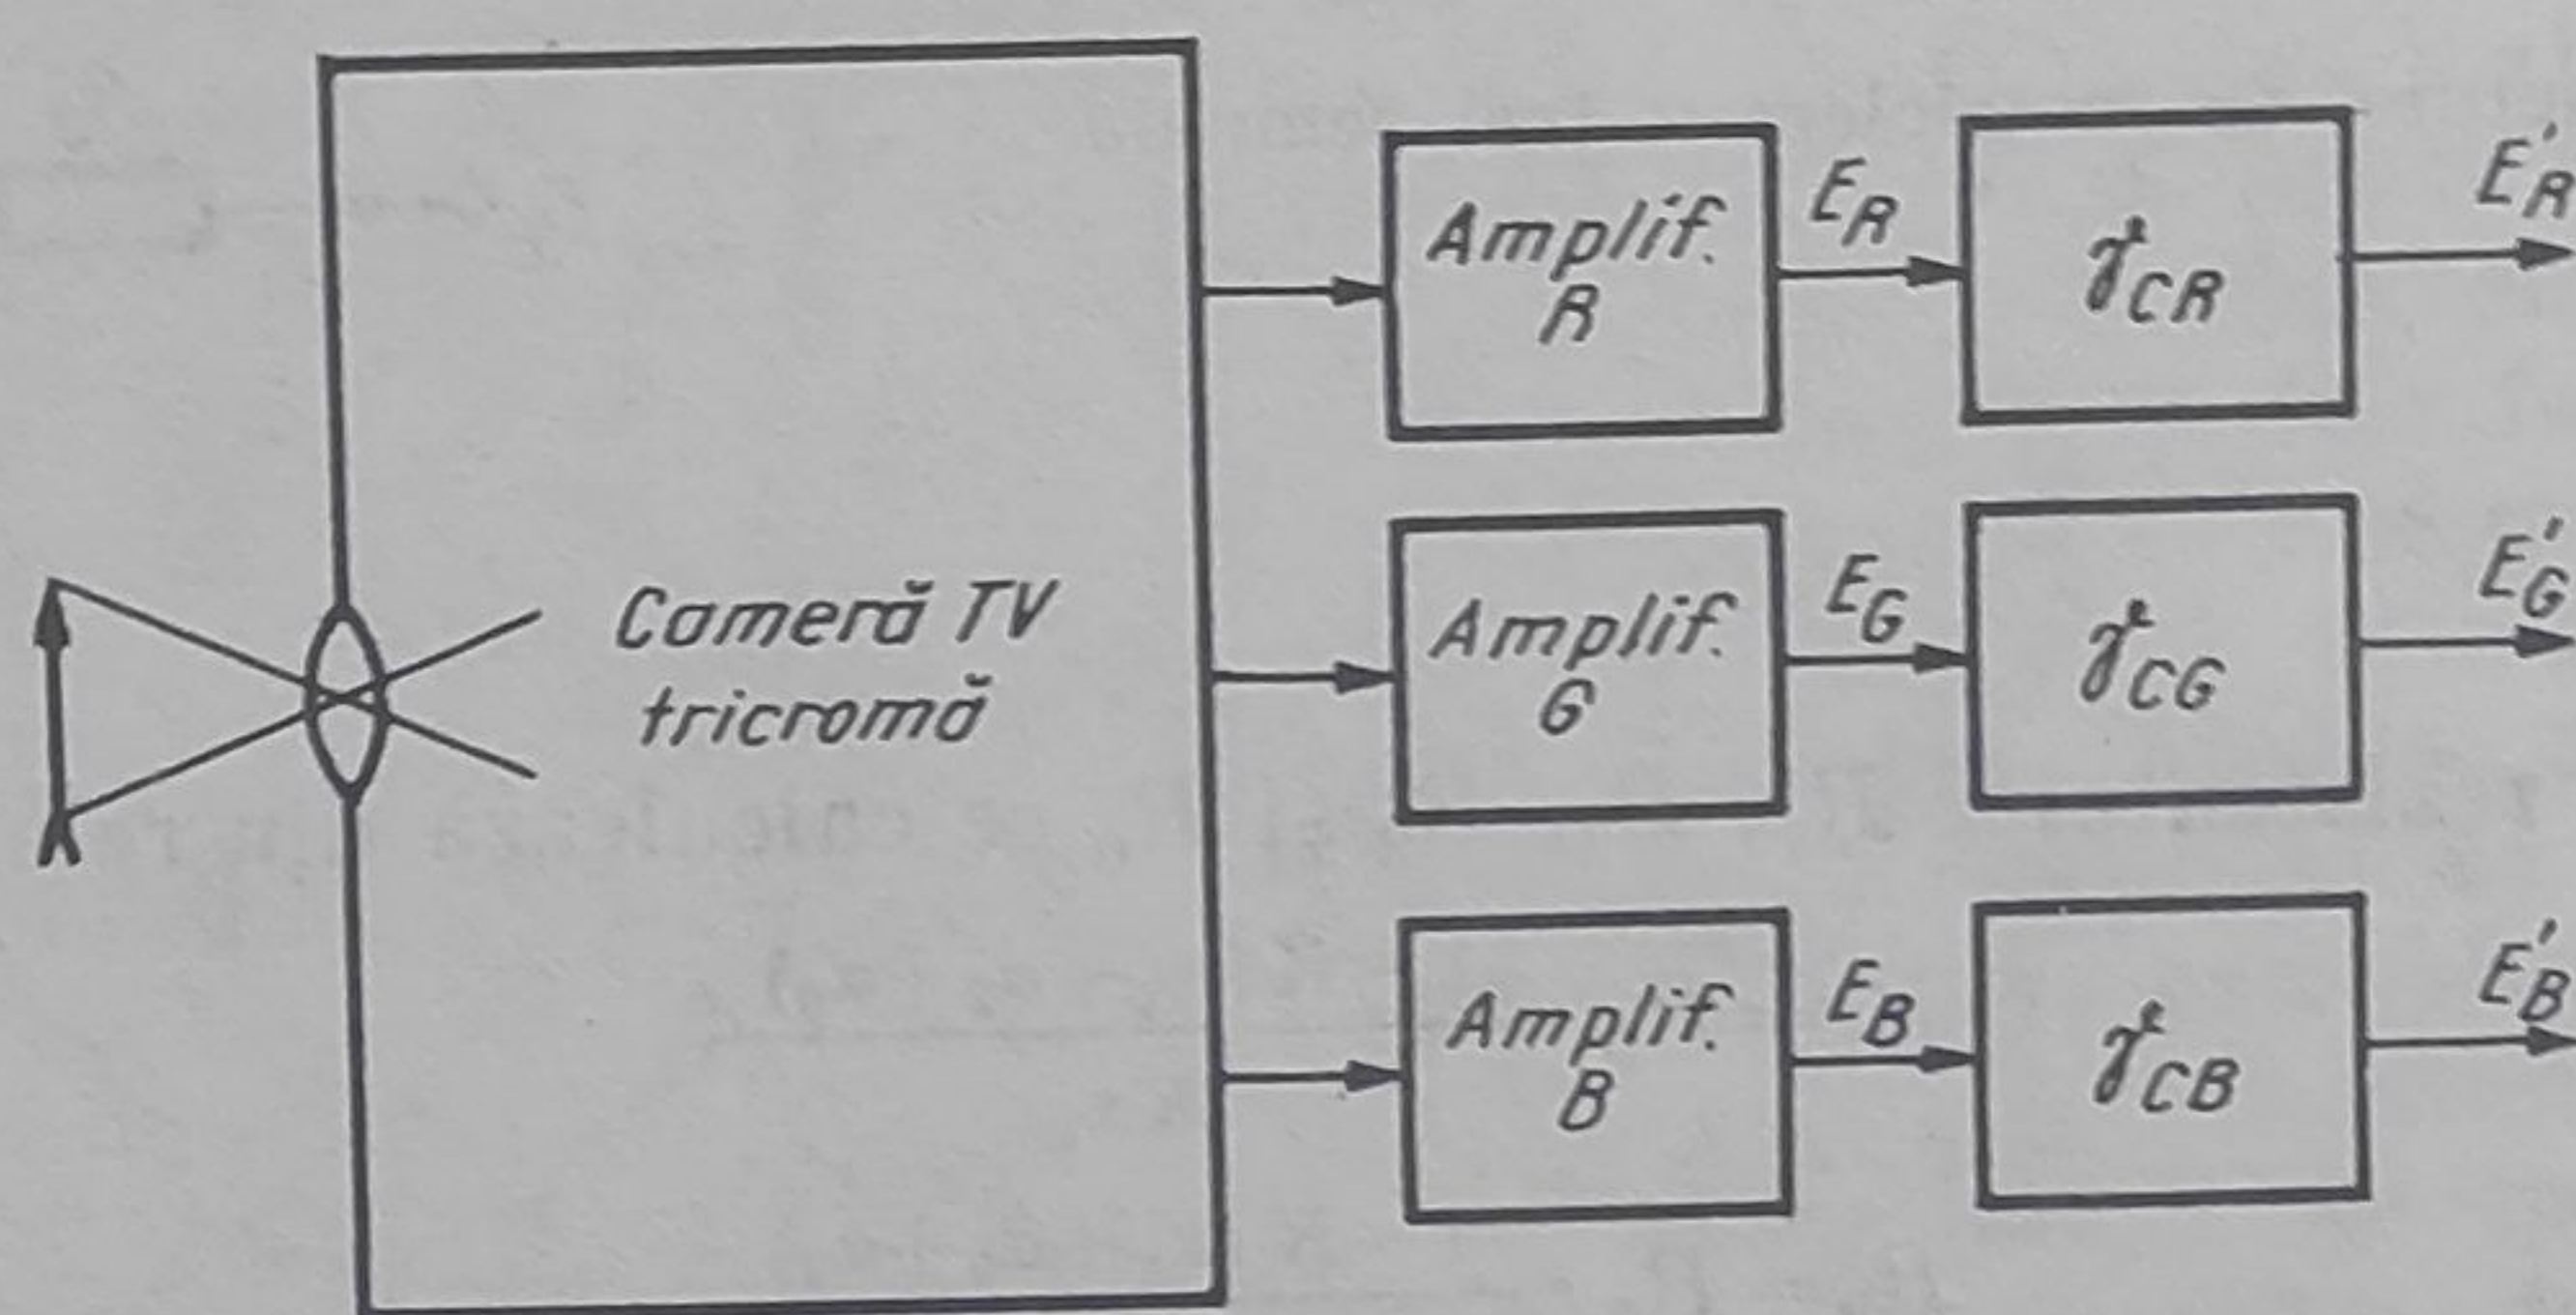 Cameră TV
tricromă
Amplif.
R
E_R
γ_CR
E'_R
Amplif.
G
E_G
γ_CG
E'_G
Amplif.
B
E_B
γ_CB
E'_B